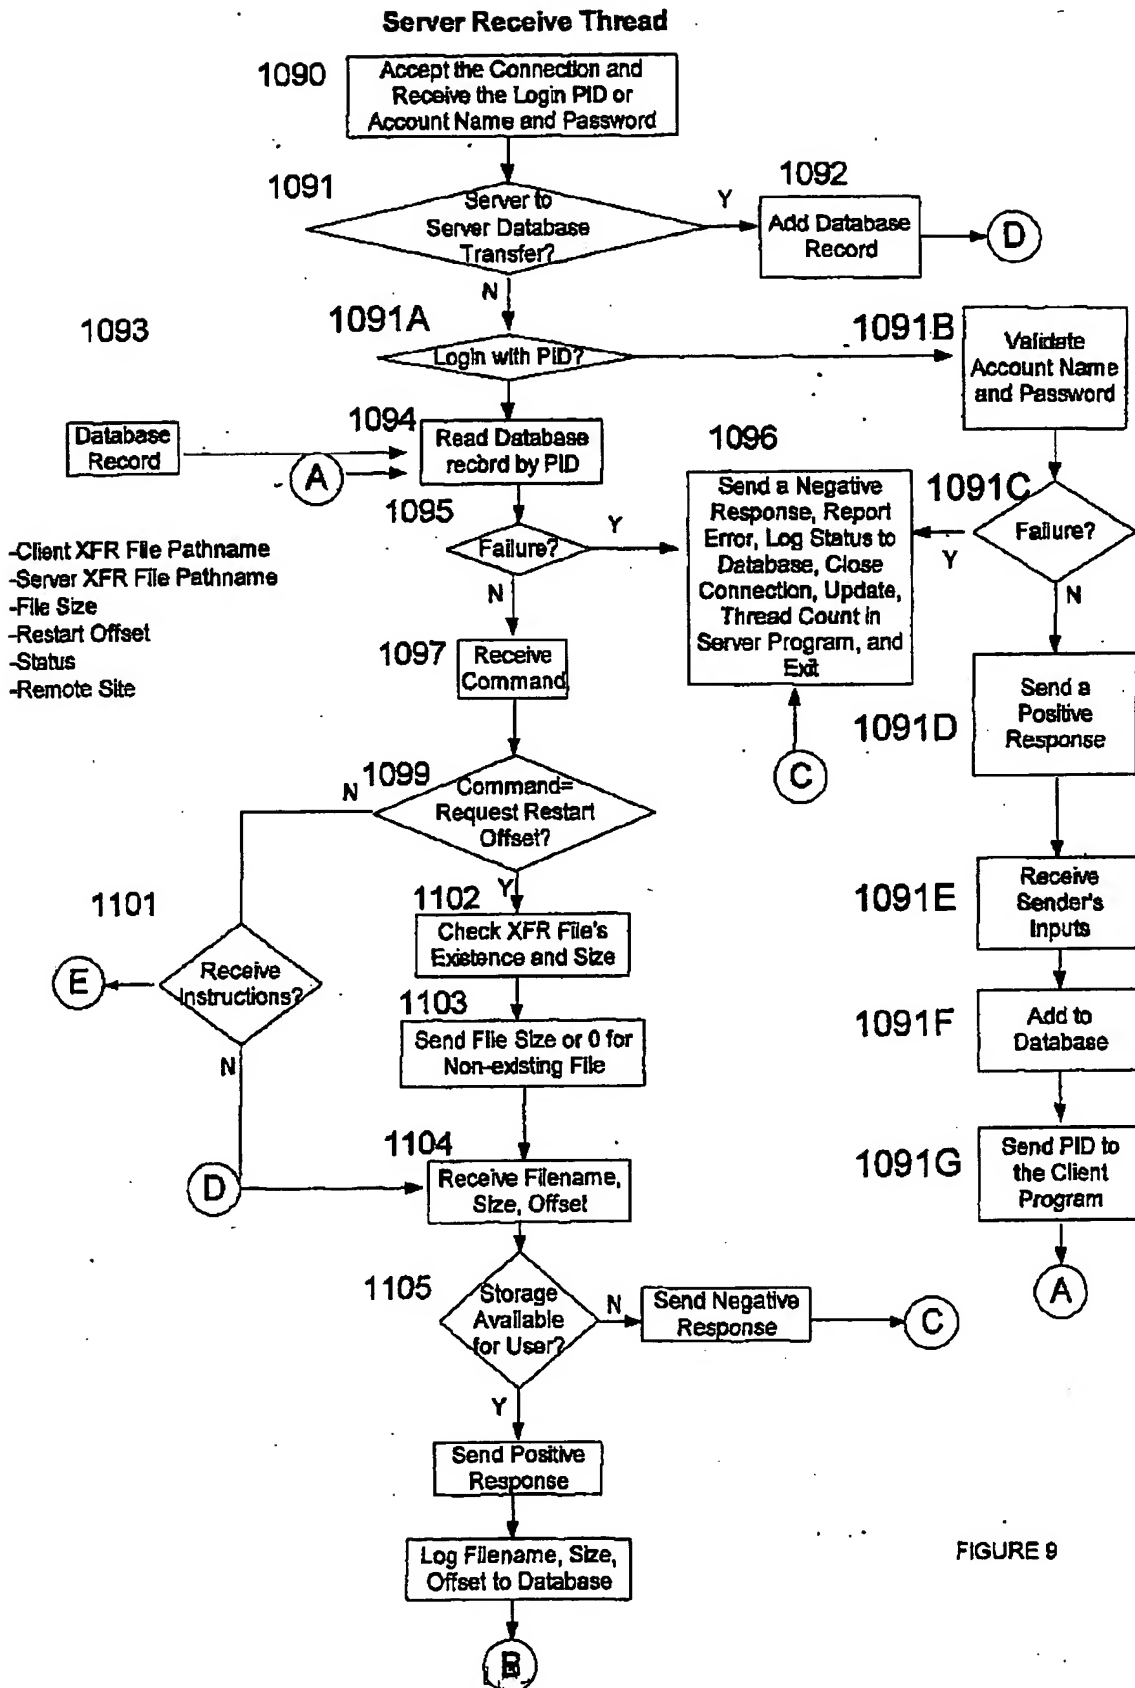 Server Receive Thread
1090
Accept the Connection and
Receive the Login PID or
Account Name and Password
1091
Server to
Server Database
Transfer?
Y
1092
Add Database
Record
D
N
1093
1091A
Login with PID?
1091B
Validate
Account Name
and Password
Database
Record
A
1094
Read Database
record by PID
1095
Failure?
Y
N
1096
Send a Negative
Response, Report
Error, Log Status to
Database, Close
Connection, Update,
Thread Count in
Server Program, and
Exit
1091C
Failure?
Y
N
-Client XFR File Pathname
-Server XFR File Pathname
-File Size
-Restart Offset
-Status
-Remote Site
1097
Receive
Command
C
1091D
Send a
Positive
Response
1099
N
Command=
Request Restart
Offset?
Y
1101
Receive
Instructions?
E
N
1102
Check XFR File's
Existence and Size
1091E
Receive
Sender's
Inputs
1103
Send File Size or 0 for
Non-existing File
1091F
Add to
Database
D
1104
Receive Filename,
Size, Offset
1091G
Send PID to
the Client
Program
A
1105
Storage
Available
for User?
N
Send Negative
Response
C
Y
Send Positive
Response
Log Filename, Size,
Offset to Database
B
FIGURE 9